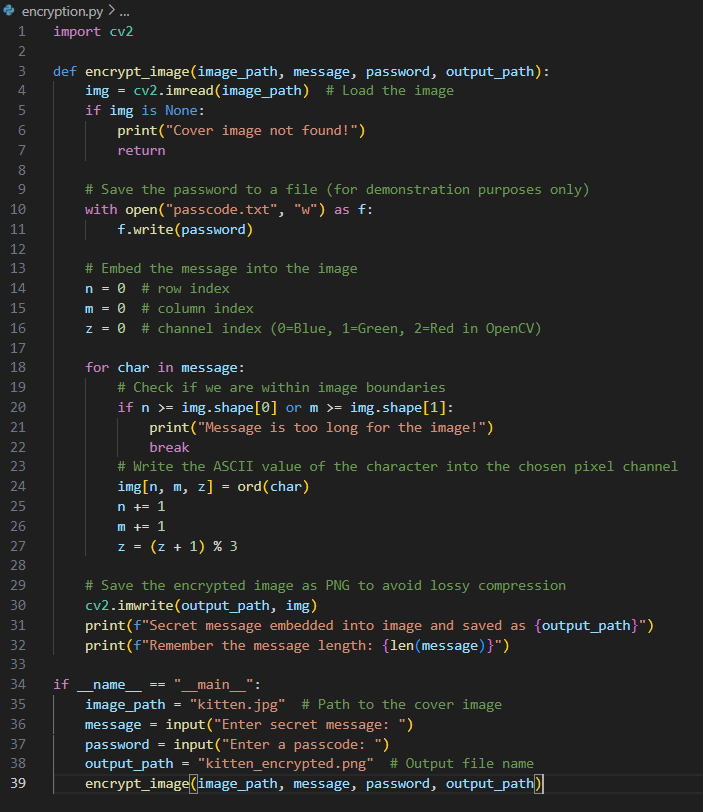 encryption.py > ...
1 import cv2
2
3 def encrypt_image(image_path, message, password, output_path):
4     img = cv2.imread(image_path)  # Load the image
5     if img is None:
6         print("Cover image not found!")
7         return
8
9     # Save the password to a file (for demonstration purposes only)
10     with open("passcode.txt", "w") as f:
11         f.write(password)
12
13     # Embed the message into the image
14     n = 0  # row index
15     m = 0  # column index
16     z = 0  # channel index (0=Blue, 1=Green, 2=Red in OpenCV)
17
18     for char in message:
19         # Check if we are within image boundaries
20         if n >= img.shape[0] or m >= img.shape[1]:
21             print("Message is too long for the image!")
22             break
23         # Write the ASCII value of the character into the chosen pixel channel
24         img[n, m, z] = ord(char)
25         n += 1
26         m += 1
27         z = (z + 1) % 3
28
29     # Save the encrypted image as PNG to avoid lossy compression
30     cv2.imwrite(output_path, img)
31     print(f"Secret message embedded into image and saved as {output_path}")
32     print(f"Remember the message length: {len(message)}")
33
34 if __name__ == "__main__":
35     image_path = "kitten.jpg"  # Path to the cover image
36     message = input("Enter secret message: ")
37     password = input("Enter a passcode: ")
38     output_path = "kitten_encrypted.png"  # Output file name
39     encrypt_image(image_path, message, password, output_path)